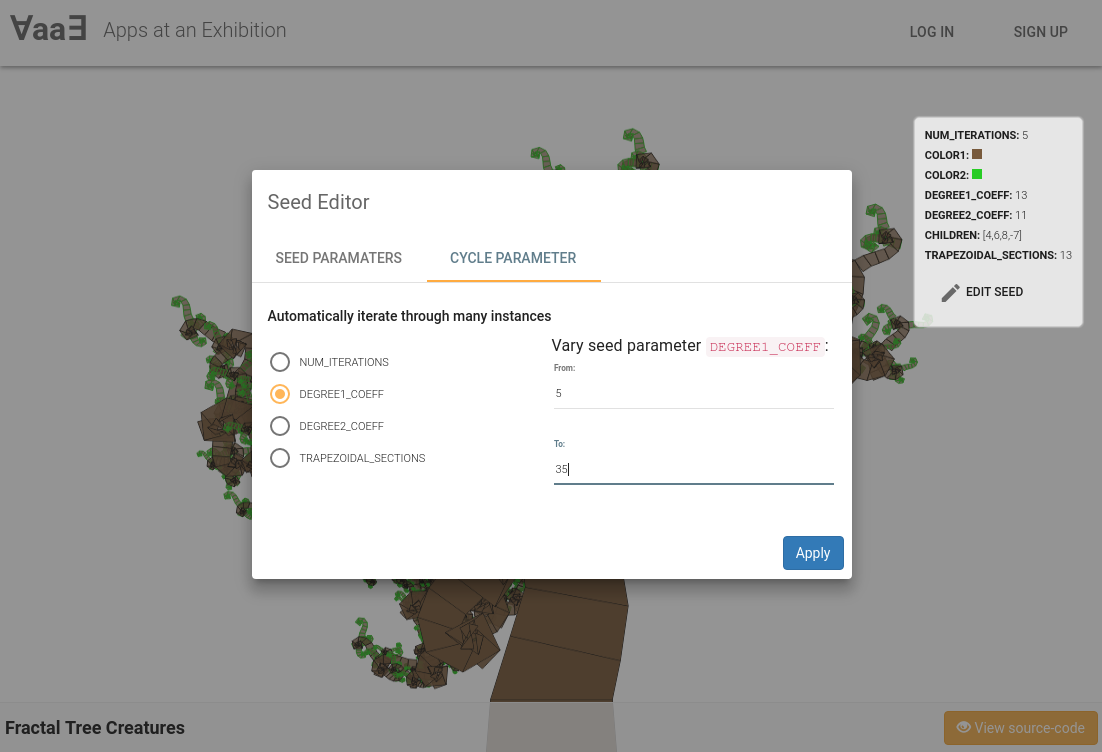 ∀aaƎ Apps at an Exhibition LOG IN SIGN UP
NUM_ITERATIONS: 5
COLOR1:
COLOR2:
DEGREE1_COEFF: 13
DEGREE2_COEFF: 11
CHILDREN: [4,6,8,-7]
TRAPEZOIDAL_SECTIONS: 13
EDIT SEED
Seed Editor
SEED PARAMATERS CYCLE PARAMETER
Automatically iterate through many instances
NUM_ITERATIONS
DEGREE1_COEFF
DEGREE2_COEFF
TRAPEZOIDAL_SECTIONS
Vary seed parameter DEGREE1_COEFF:
From:
5
To:
35
Apply
Fractal Tree Creatures
View source-code